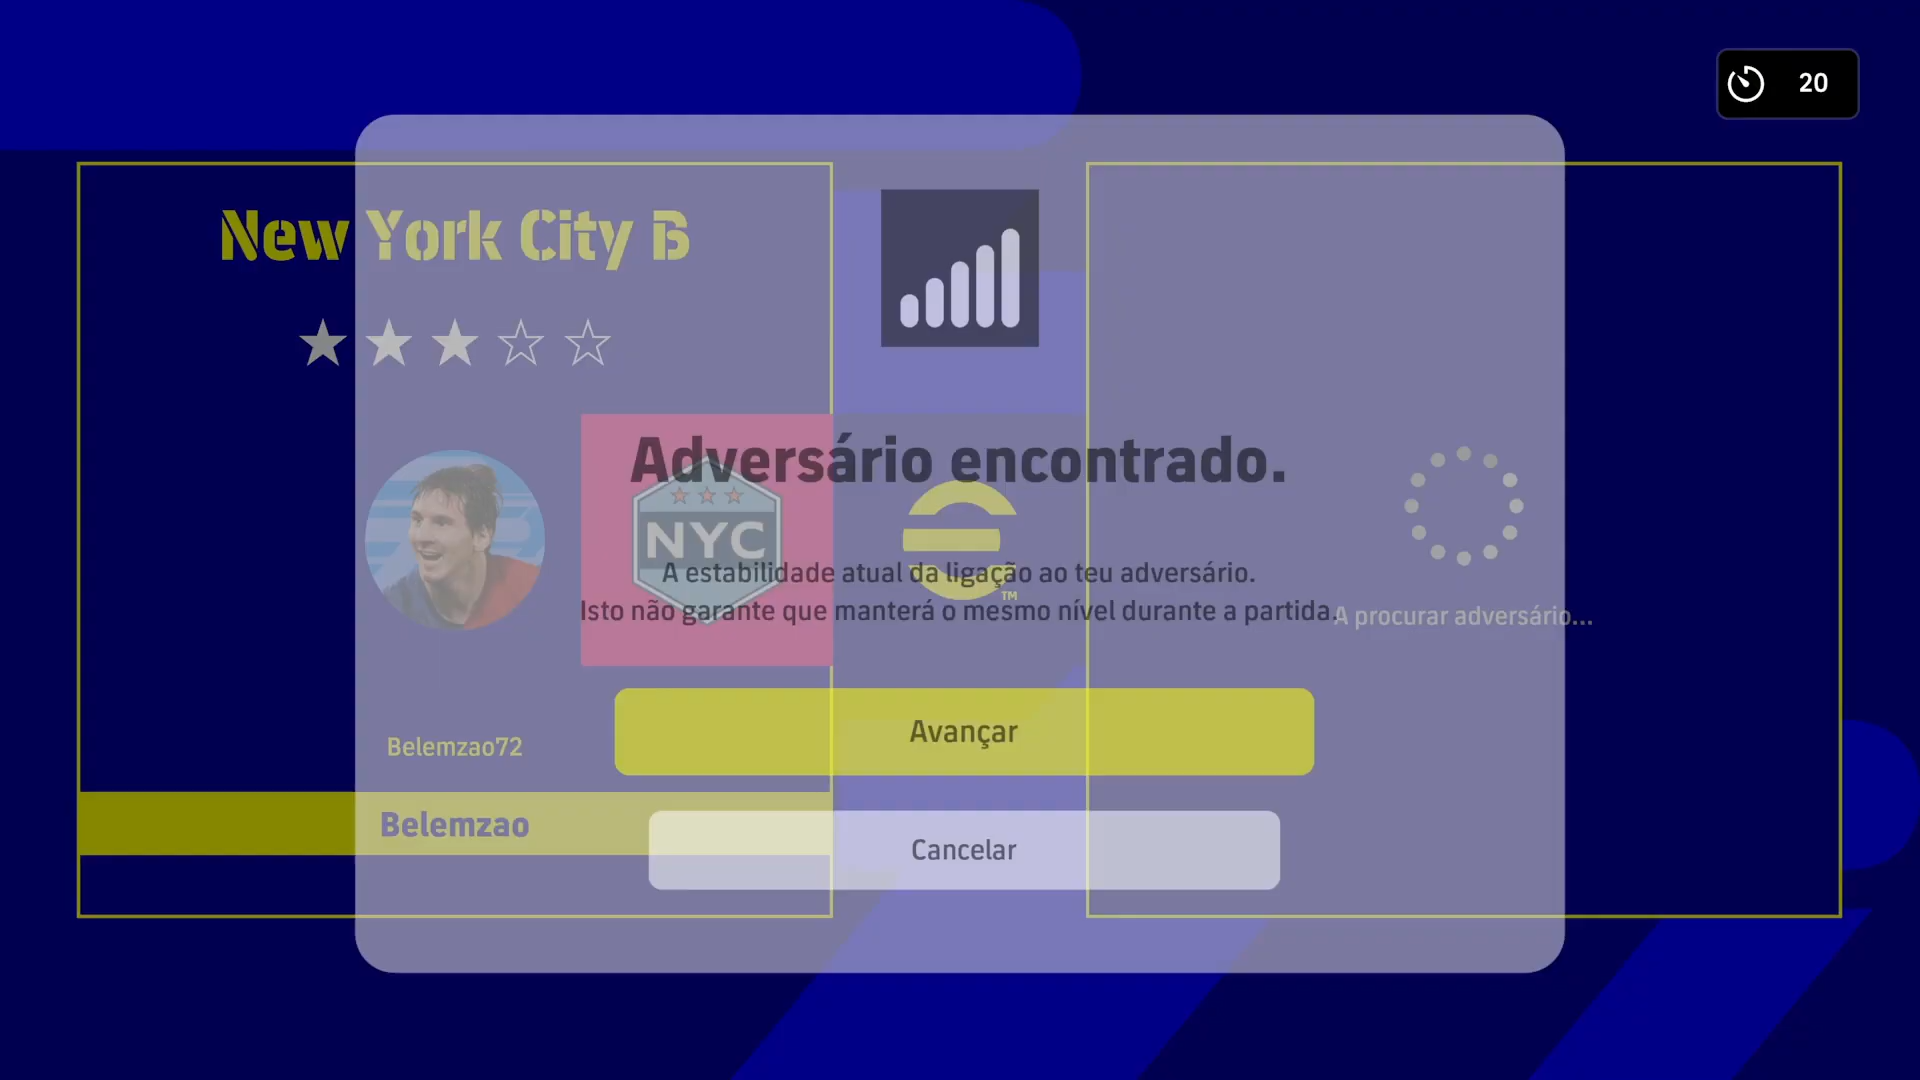 20
New York City B
Adversário encontrado.
NYC
TM
A estabilidade atual da ligação ao teu adversário.
Isto não garante que manterá o mesmo nível durante a partida.
A procurar adversário...
Avançar
Belemzao72
Belemzao
Cancelar